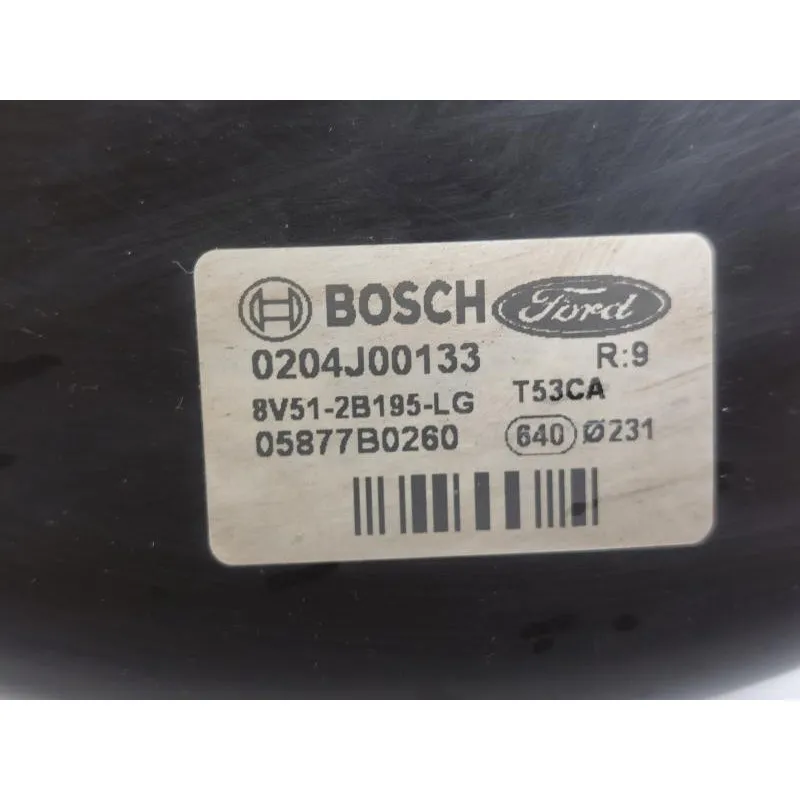 BOSCH Ford
0204J00133 R:9
8V51-2B195-LG T53CA
05877B0260 640 Ø231